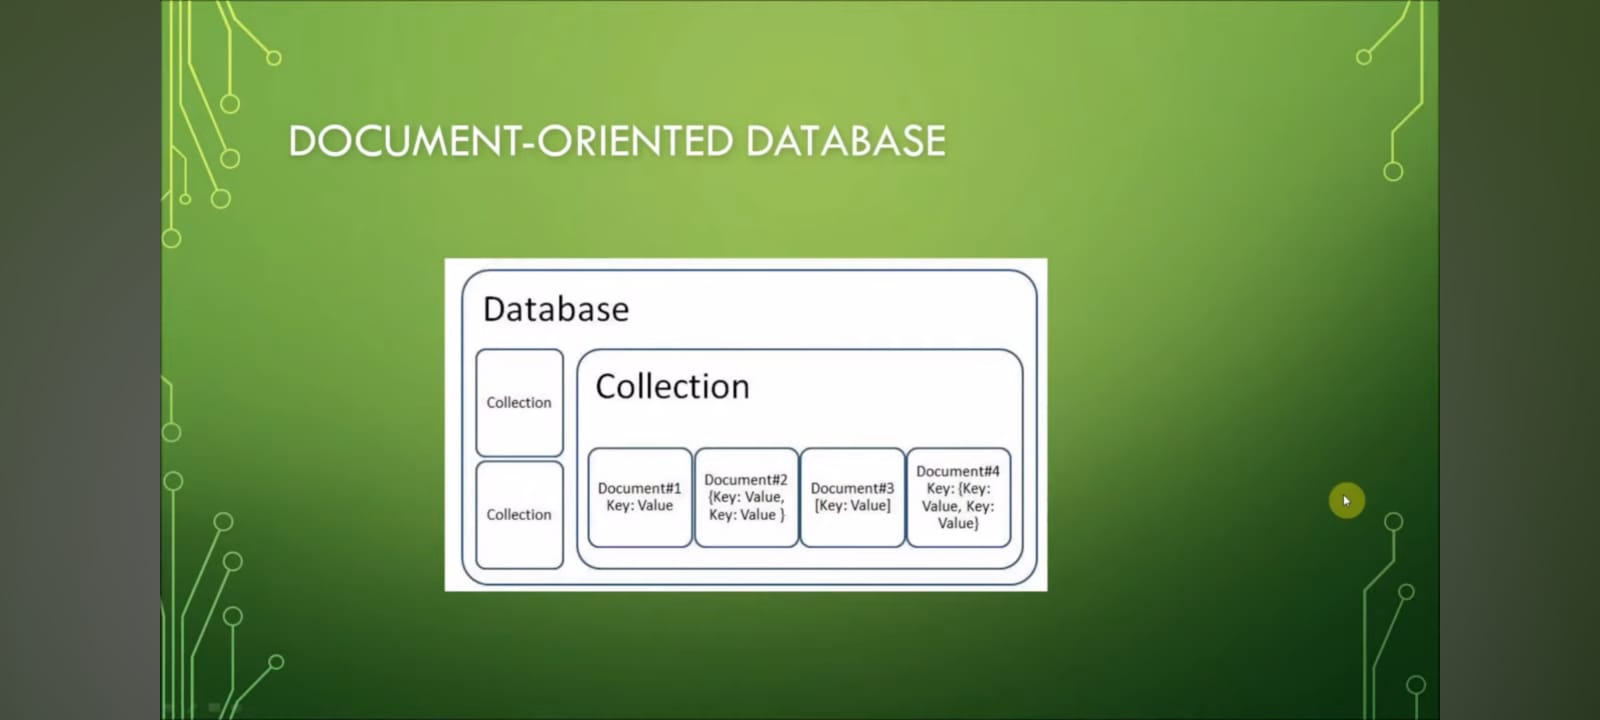 DOCUMENT-ORIENTED DATABASE
Database
Collection
Collection
Collection
Document#1
Key: Value
Document#2
{Key: Value,
Key: Value }
Document#3
[Key: Value]
Document#4
Key: {Key:
Value, Key:
Value}